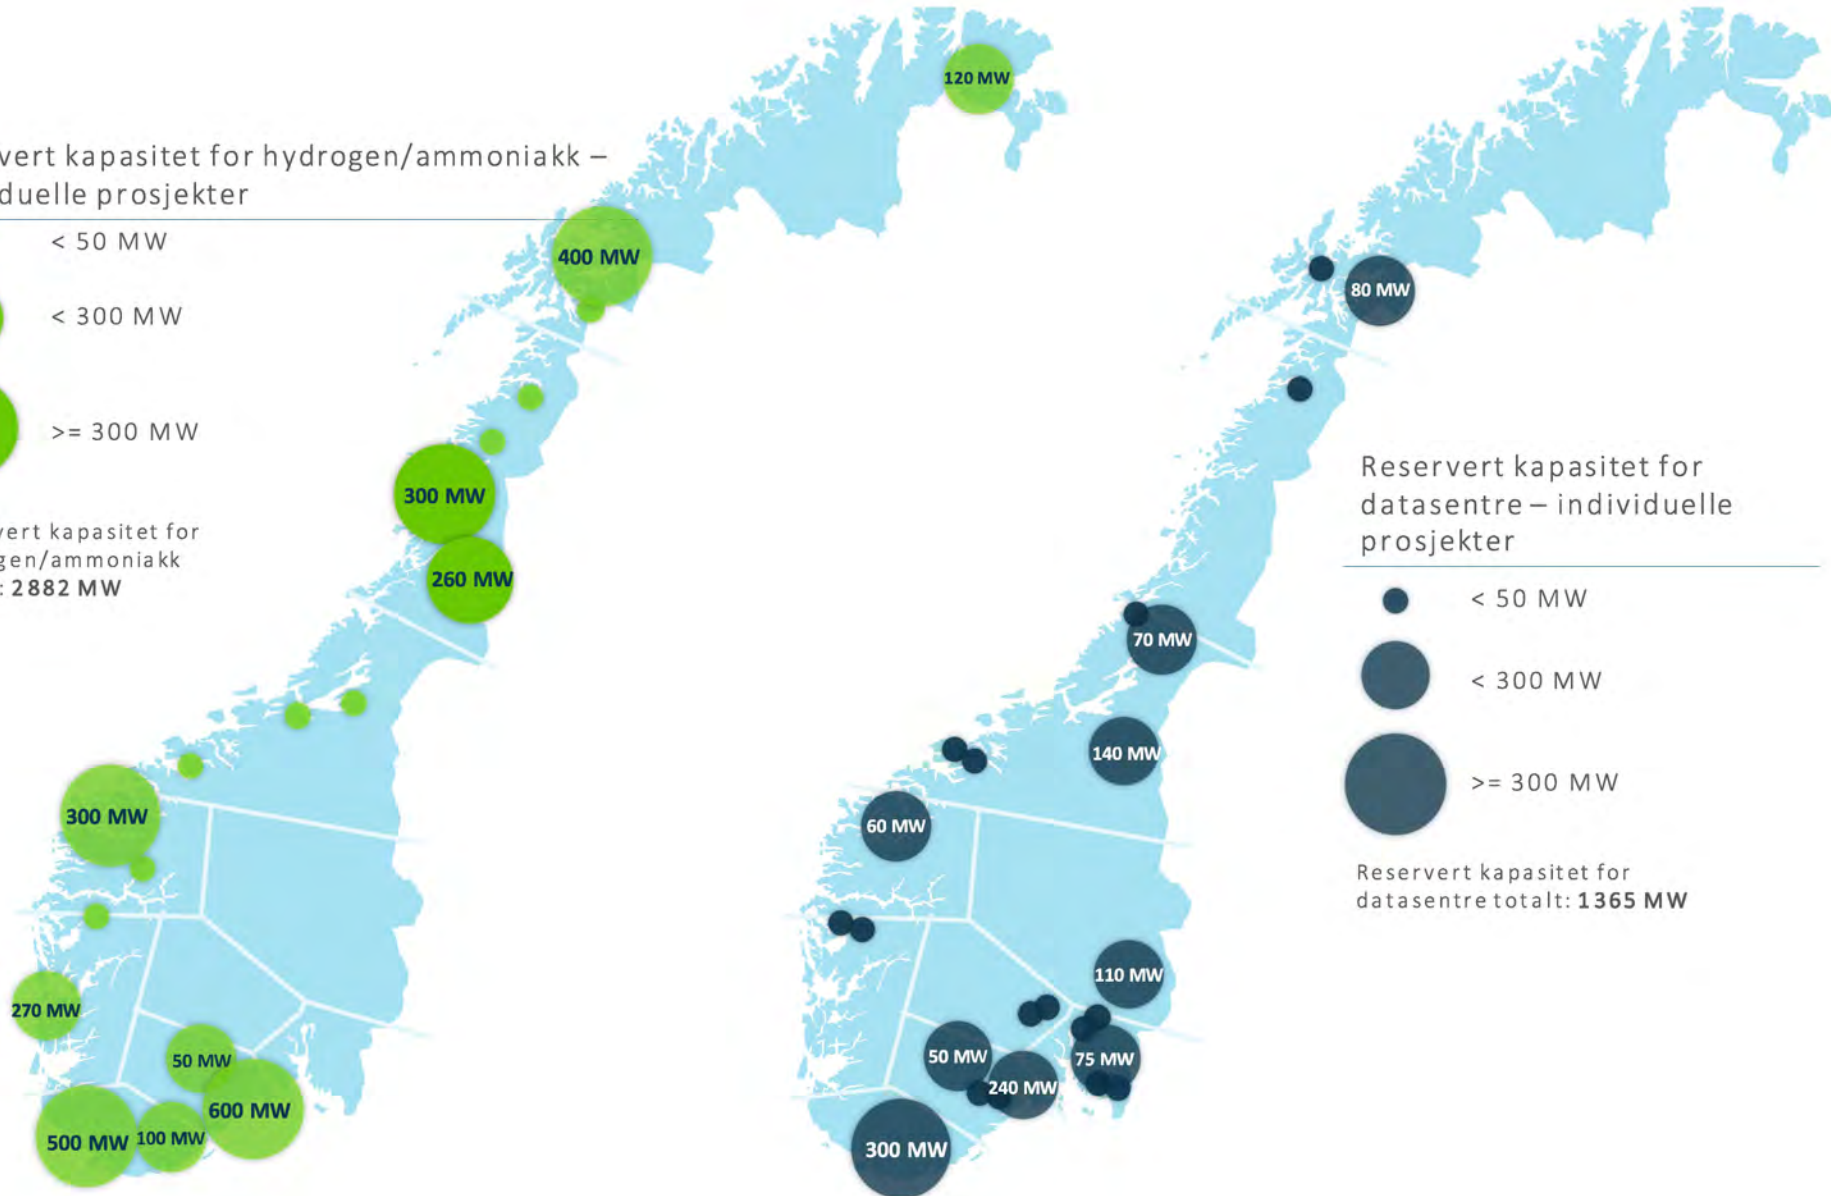 vert kapasitet for hydrogen/ammoniakk –
duelle prosjekter
< 50 MW
< 300 MW
>= 300 MW
vert kapasitet for
gen/ammoniakk
: 2882 MW
120 MW
400 MW
300 MW
260 MW
300 MW
270 MW
50 MW
600 MW
500 MW
100 MW
80 MW
70 MW
140 MW
60 MW
110 MW
50 MW
75 MW
240 MW
300 MW
Reservert kapasitet for
datasentre – individuelle
prosjekter
< 50 MW
< 300 MW
>= 300 MW
Reservert kapasitet for
datasentre totalt: 1365 MW